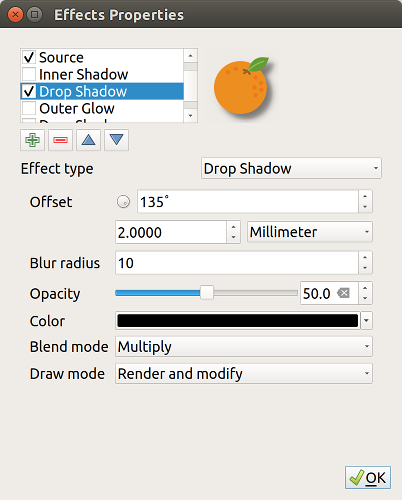 Effects Properties
Source
Inner Shadow
Drop Shadow
Outer Glow
Effect type Drop Shadow
Offset 135˚
2.0000 Millimeter
Blur radius 10
Opacity 50.0
Color
Blend mode Multiply
Draw mode Render and modify
OK